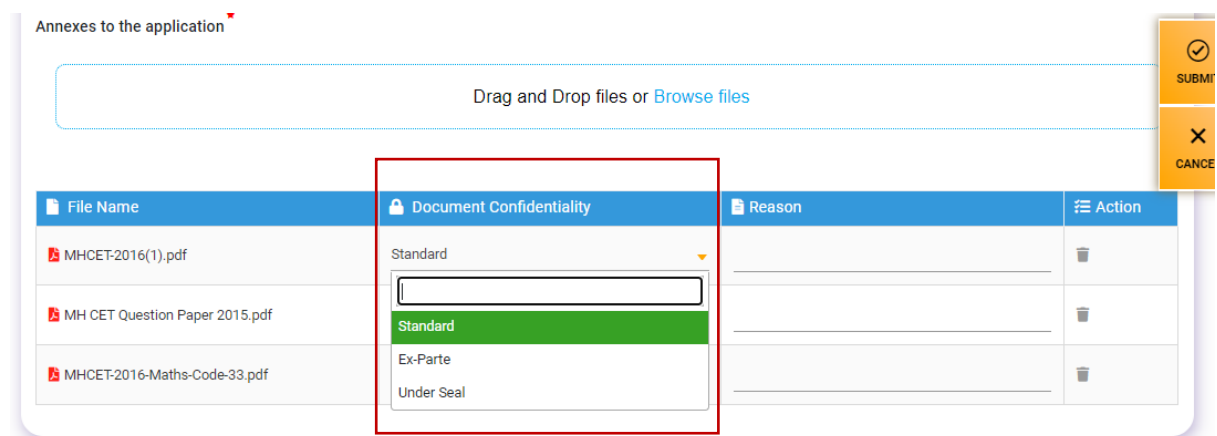 Annexes to the application*
SUBMIT
Drag and Drop files or Browse files
CANCE
File Name Document Confidentiality Reason Action
MHCET-2016(1).pdf Standard
MH CET Question Paper 2015.pdf
Standard
Ex-Parte
MHCET-2016-Maths-Code-33.pdf
Under Seal